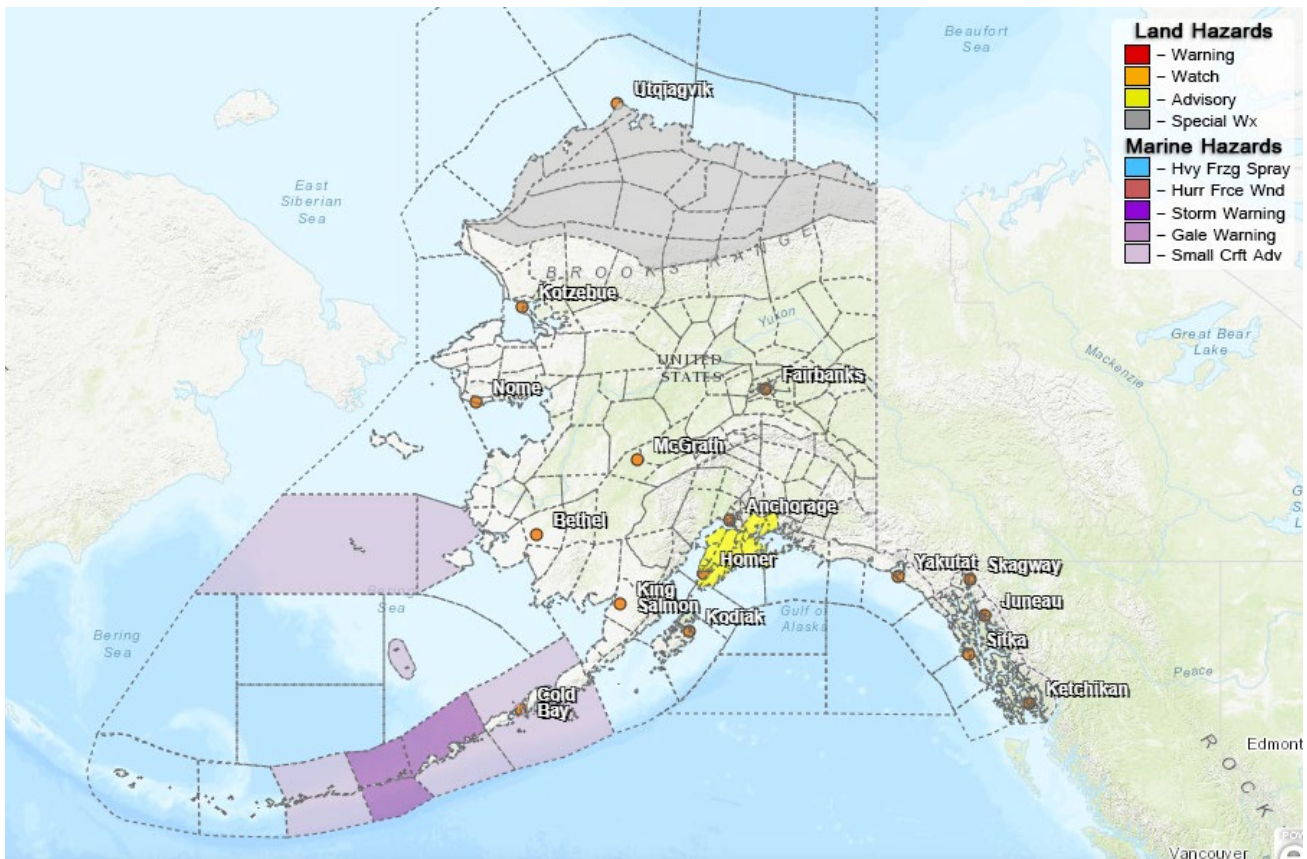 Beaufort
Sea
Land Hazards
– Warning
– Watch
– Advisory
– Special Wx
Marine Hazards
– Hvy Frzg Spray
– Hurr Frce Wnd
– Storm Warning
– Gale Warning
– Small Crft Adv
Utqiagvik
East
Siberian
Sea
BROOKS RANGE
Kotzebue
Yukon
Great Bear
Lake
Mackenzie
UNITED
STATES
Fairbanks
Nome
McGrath
Anchorage
Bethel
Homer
Yakutat
Skagway
King
Salmon
Kodiak
Gulf of
Alaska
Juneau
Sea
Bering
Sea
Sitka
Peace
Ketchikan
Cold
Bay
ROCK
Edmont
Vancouver
POW